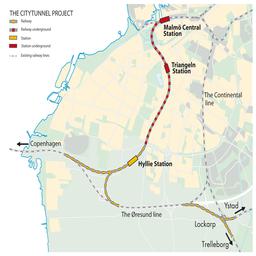 THE CITYTUNNEL PROJECT
Railway
Railway underground
Station
Station underground
Existing railway lines
Malmö Central
Station
Triangeln
Station
The Continental
line
Copenhagen
Hyllie Station
The Øresund line
Ystad
Lockarp
Trelleborg